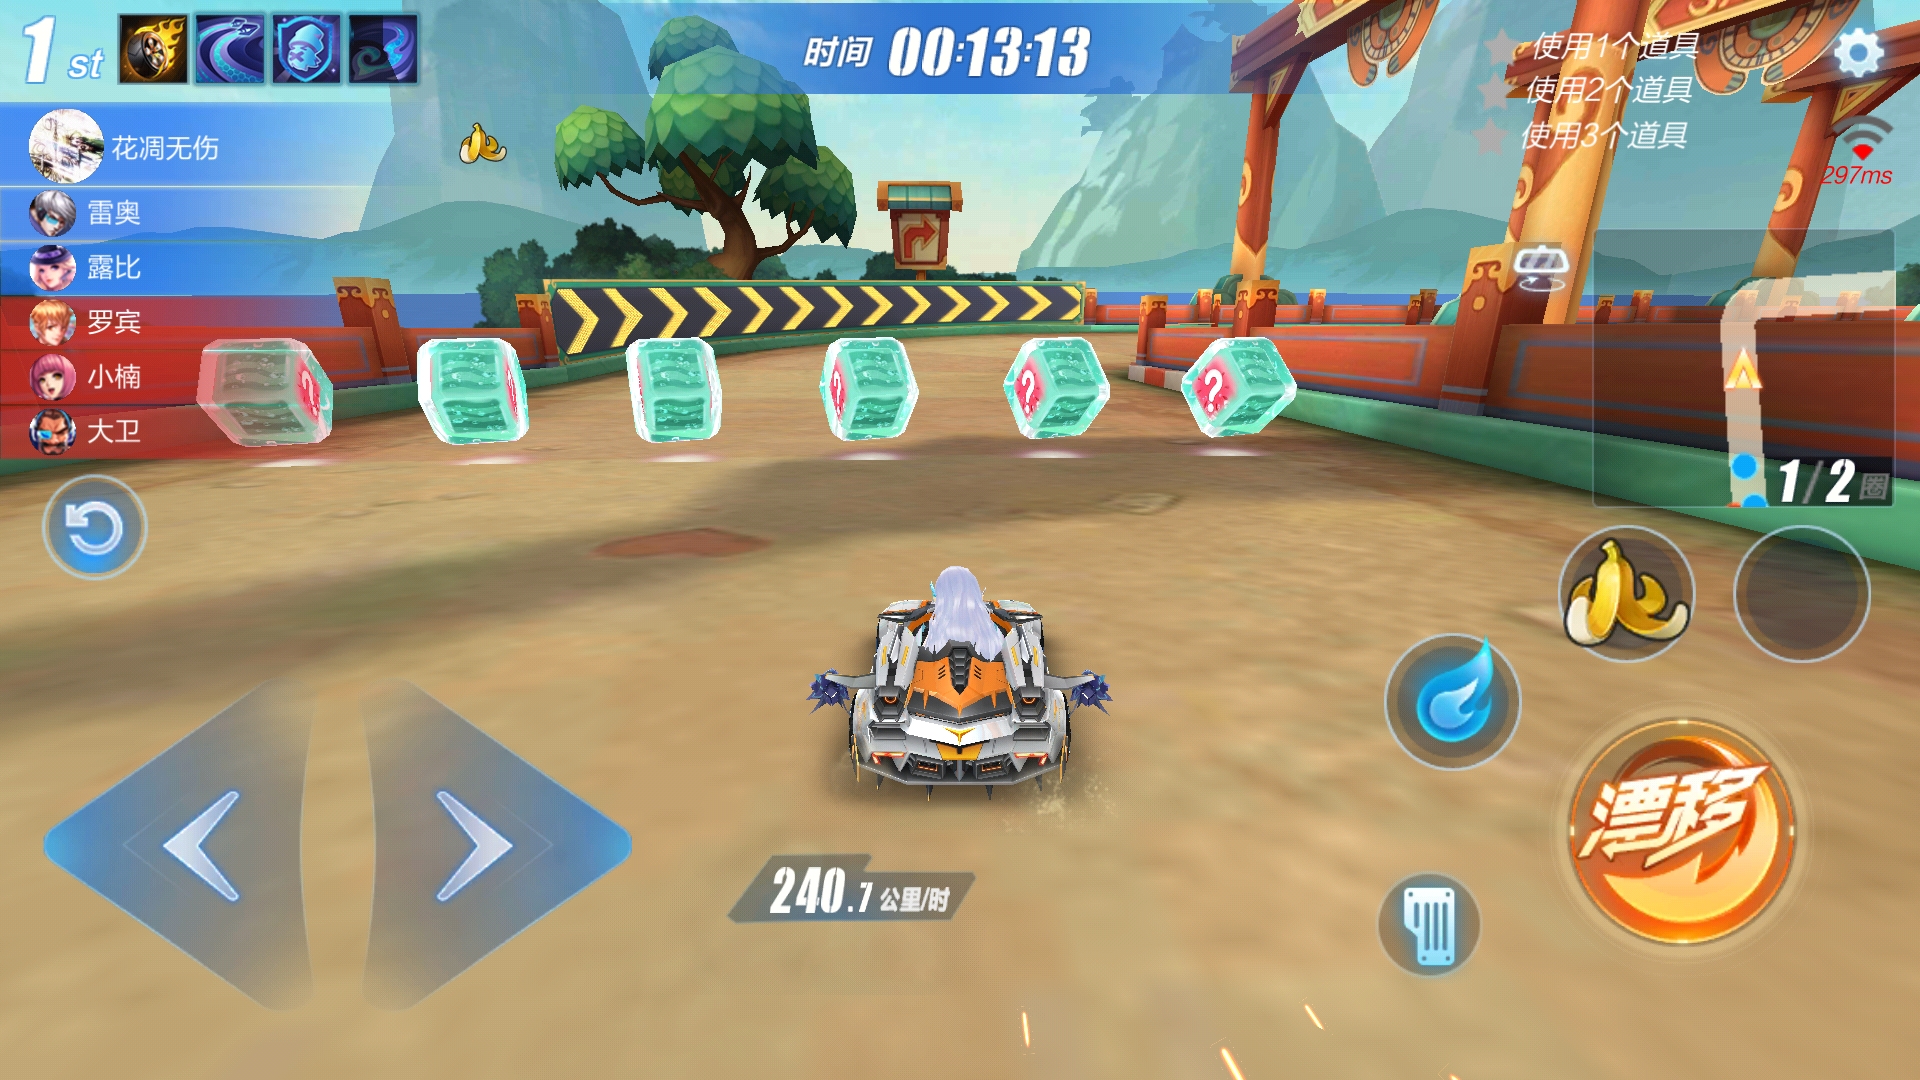 1st
时间 00:13:13
使用1个道具
使用2个道具
使用3个道具
297ms
花凋无伤
雷奥
露比
罗宾
小楠
大卫
? ? ? ? ?
1/2圈
漂移
240.7公里/时